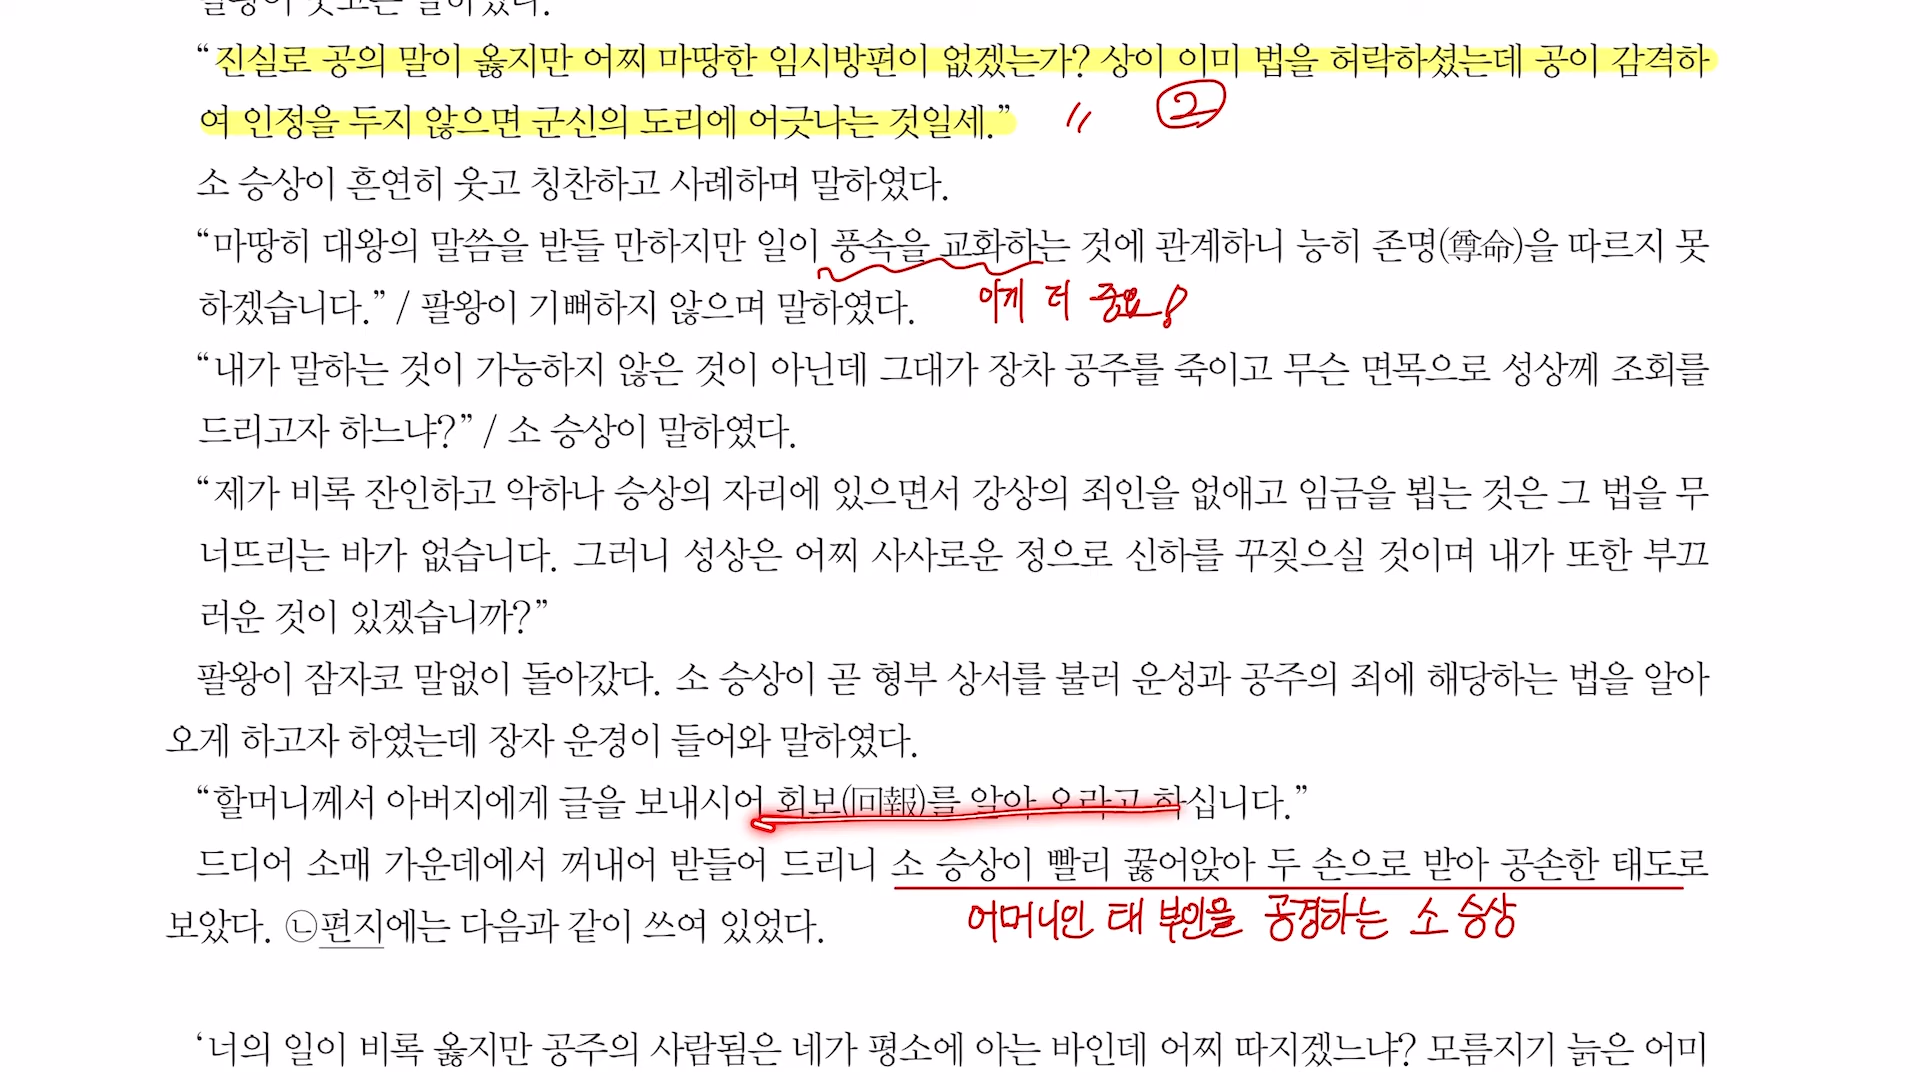 팔왕이 웃고는 말하였다.
“진실로 공의 말이 옳지만 어찌 마땅한 임시방편이 없겠는가? 상이 이미 법을 허락하셨는데 공이 감격하
여 인정을 두지 않으면 군신의 도리에 어긋나는 것일세.” 〃 ②
소 승상이 흔연히 웃고 칭찬하고 사례하며 말하였다.
“마땅히 대왕의 말씀을 받들 만하지만 일이 풍속을 교화하는 것에 관계하니 능히 존명(尊命)을 따르지 못
하겠습니다.” / 팔왕이 기뻐하지 않으며 말하였다. 이게 더 중요!
“내가 말하는 것이 가능하지 않은 것이 아닌데 그대가 장차 공주를 죽이고 무슨 면목으로 성상께 조회를
드리고자 하느냐?” / 소 승상이 말하였다.
“제가 비록 잔인하고 악하나 승상의 자리에 있으면서 강상의 죄인을 없애고 임금을 뵙는 것은 그 법을 무
너뜨리는 바가 없습니다. 그러니 성상은 어찌 사사로운 정으로 신하를 꾸짖으실 것이며 내가 또한 부끄
러운 것이 있겠습니까?”
팔왕이 잠자코 말없이 돌아갔다. 소 승상이 곧 형부 상서를 불러 운성과 공주의 죄에 해당하는 법을 알아
오게 하고자 하였는데 장자 운경이 들어와 말하였다.
“할머니께서 아버지에게 글을 보내시어 회보(回報)를 알아 오라고 하십니다.”
드디어 소매 가운데에서 꺼내어 받들어 드리니 소 승상이 빨리 꿇어앉아 두 손으로 받아 공손한 태도로
보았다. ㉡편지에는 다음과 같이 쓰여 있었다. 어머니인 태 부인을 공경하는 소 승상
‘너의 일이 비록 옳지만 공주의 사람됨은 네가 평소에 아는 바인데 어찌 따지겠느냐? 모름지기 늙은 어미